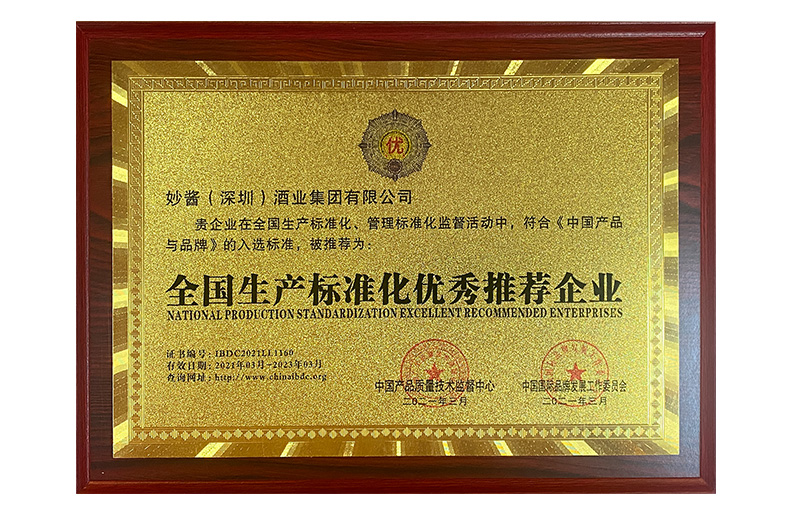 优
妙酱（深圳）酒业集团有限公司
贵企业在全国生产标准化、管理标准化监督活动中，符合《中国产品
与品牌》的入选标准，被推荐为：
全国生产标准化优秀推荐企业
NATIONAL PRODUCTION STANDARDIZATION EXCELLENT RECOMMENDED ENTERPRISES
证书编号：IBDC2021LL1160
有效日期：2021年03月-2023年03月
查询网址：http://www.chinaibdc.org
中国产品质量技术监督中心
二〇二一年三月
中国国际品牌发展工作委员会
二〇二一年三月